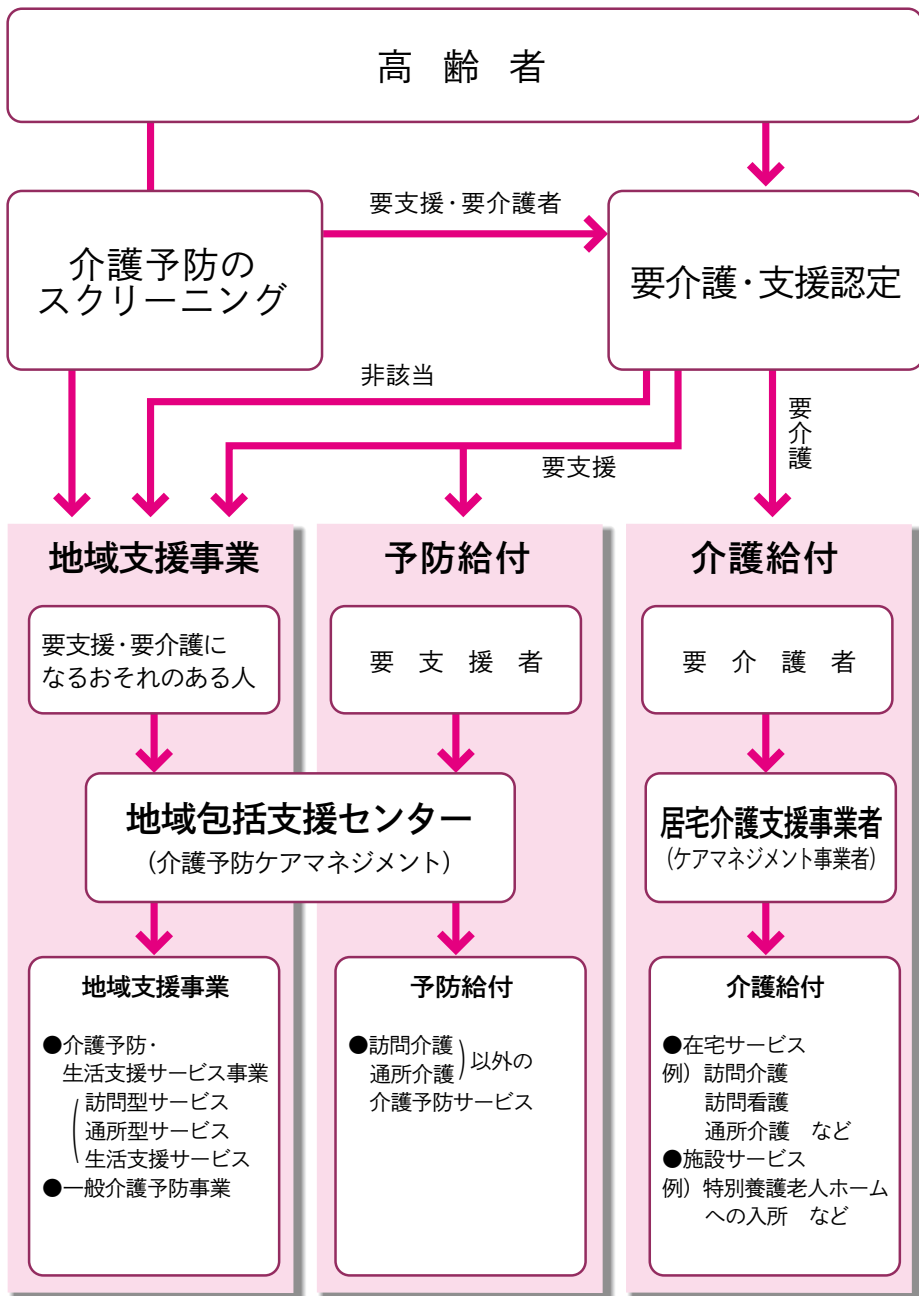 高齢者
介護予防の
スクリーニング
要支援・要介護者
要介護・支援認定
非該当
要支援
要介護
地域支援事業
要支援・要介護に
なるおそれのある人
予防給付
要支援者
介護給付
要介護者
地域包括支援センター
（介護予防ケアマネジメント）
居宅介護支援事業者
（ケアマネジメント事業者）
地域支援事業
●介護予防・
生活支援サービス事業
訪問型サービス
通所型サービス
生活支援サービス
●一般介護予防事業
予防給付
●訪問介護
通所介護）以外の
介護予防サービス
介護給付
●在宅サービス
例）訪問介護
訪問看護
通所介護　など
●施設サービス
例）特別養護老人ホーム
への入所　など